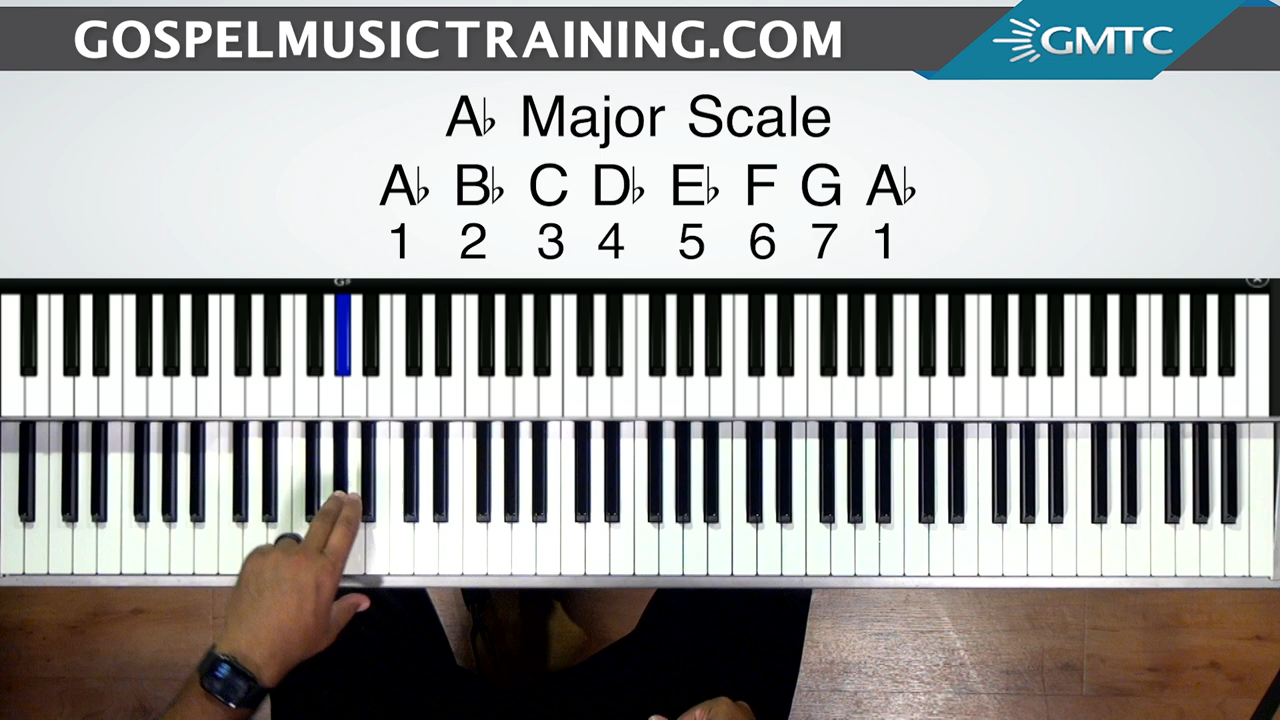 GOSPELMUSICTRAINING.COM
GMTC
A♭ Major Scale
A♭ B♭ C D♭ E♭ F G A♭
1 2 3 4 5 6 7 1